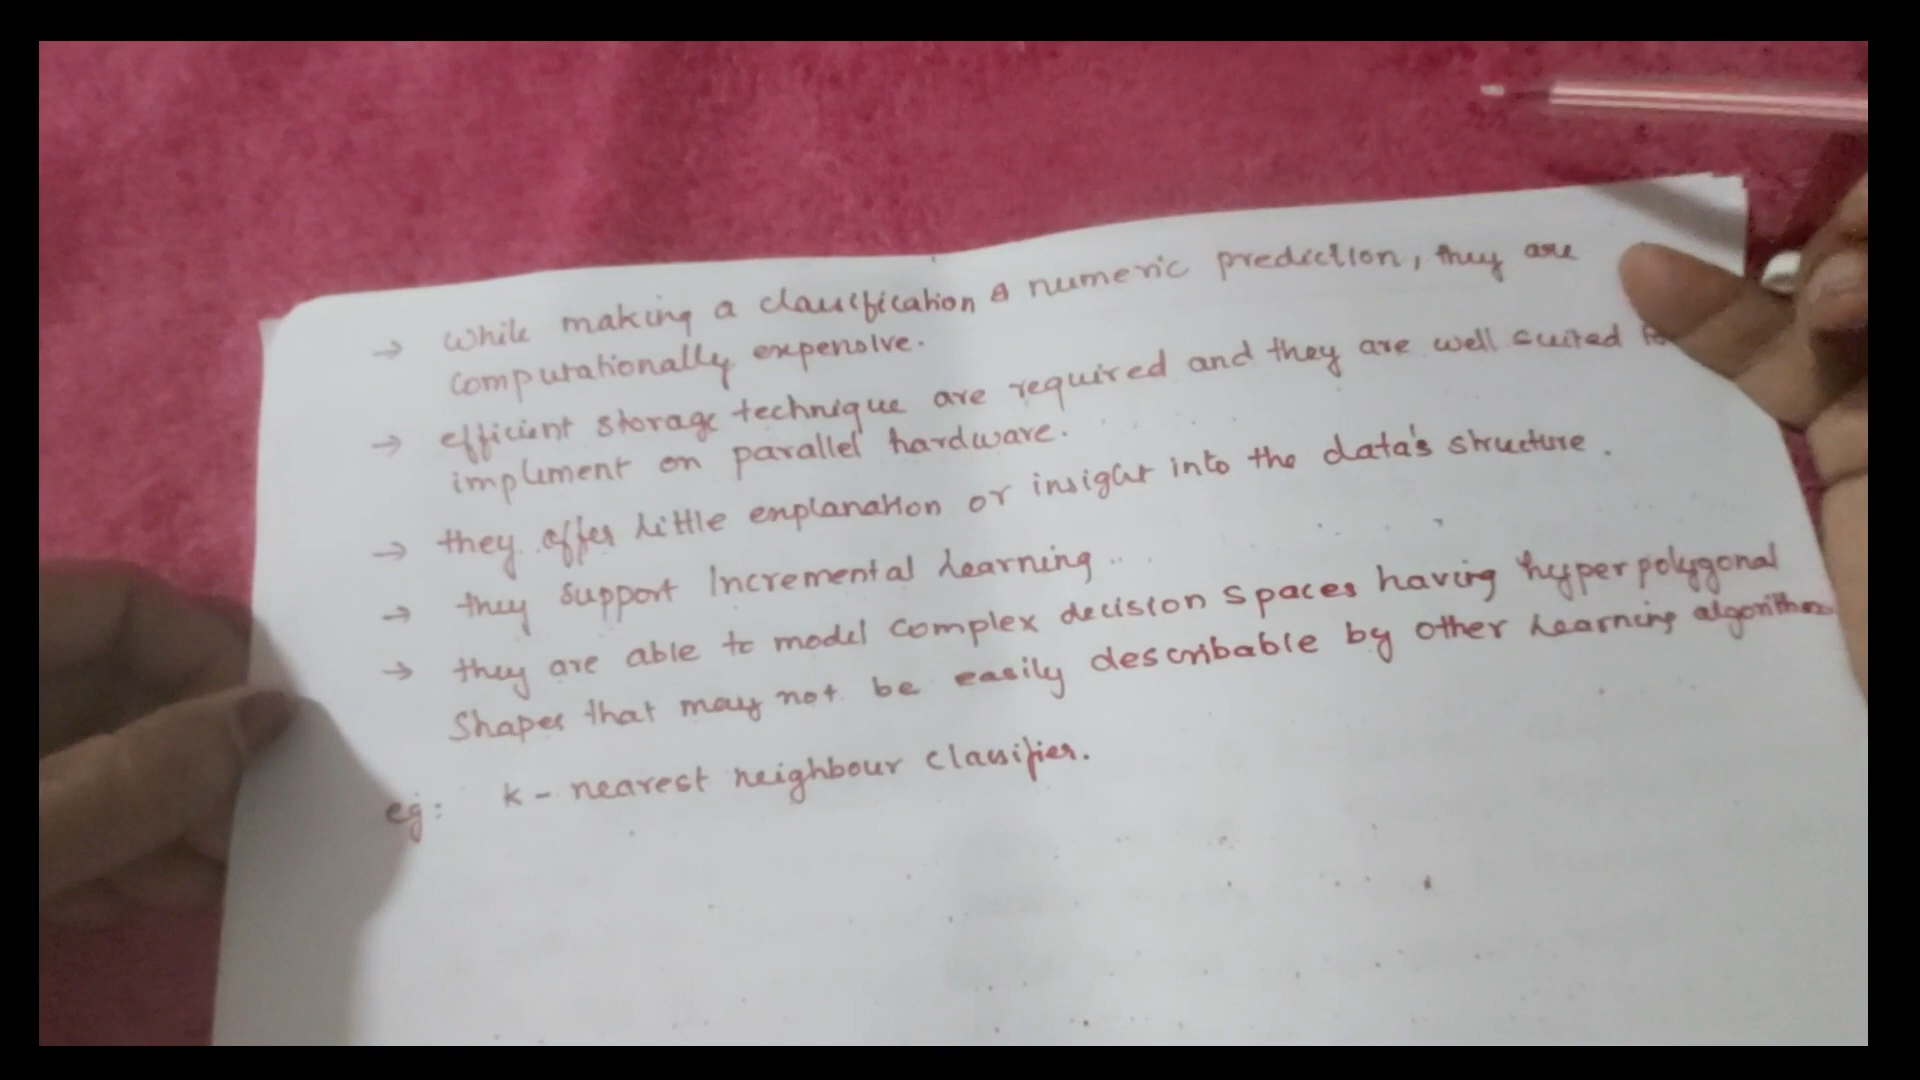 → While making a classification & numeric prediction, they are
computationally expensive.
→ efficient storage technique are required and they are well suited
implement on parallel hardware.
→ they offer little explanation or insight into the data's structure.
→ they support Incremental Learning..
→ they are able to model complex decision spaces having hyperpolygonal
Shapes that may not be easily describable by other learning algorithms
eg: k-nearest neighbour classifier.